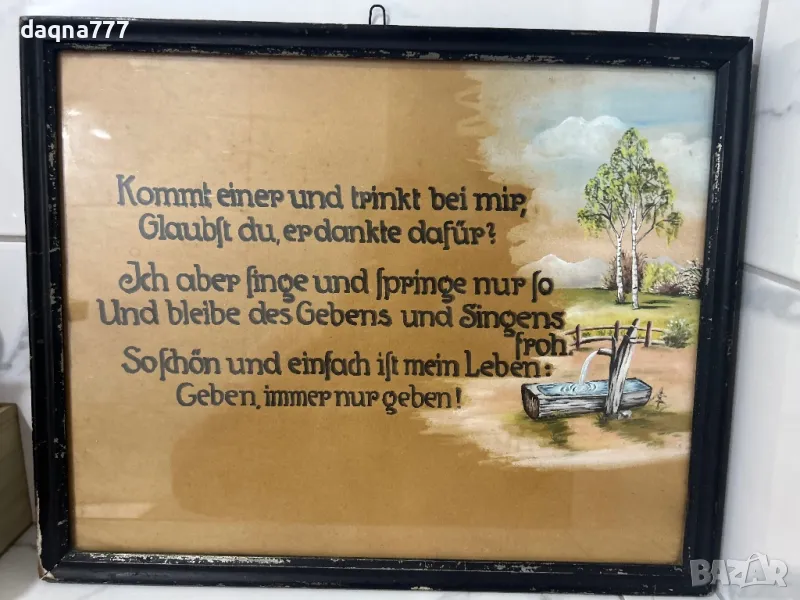 daqna777
Kommt einer und trinkt bei mir,
Glaubſt du, er dankte dafür?
Ich aber ſinge und ſpringe nur ſo
Und bleibe des Gebens und Singens
froh.
So ſchön und einfach iſt mein Leben:
Geben, immer nur geben!
BAZAR